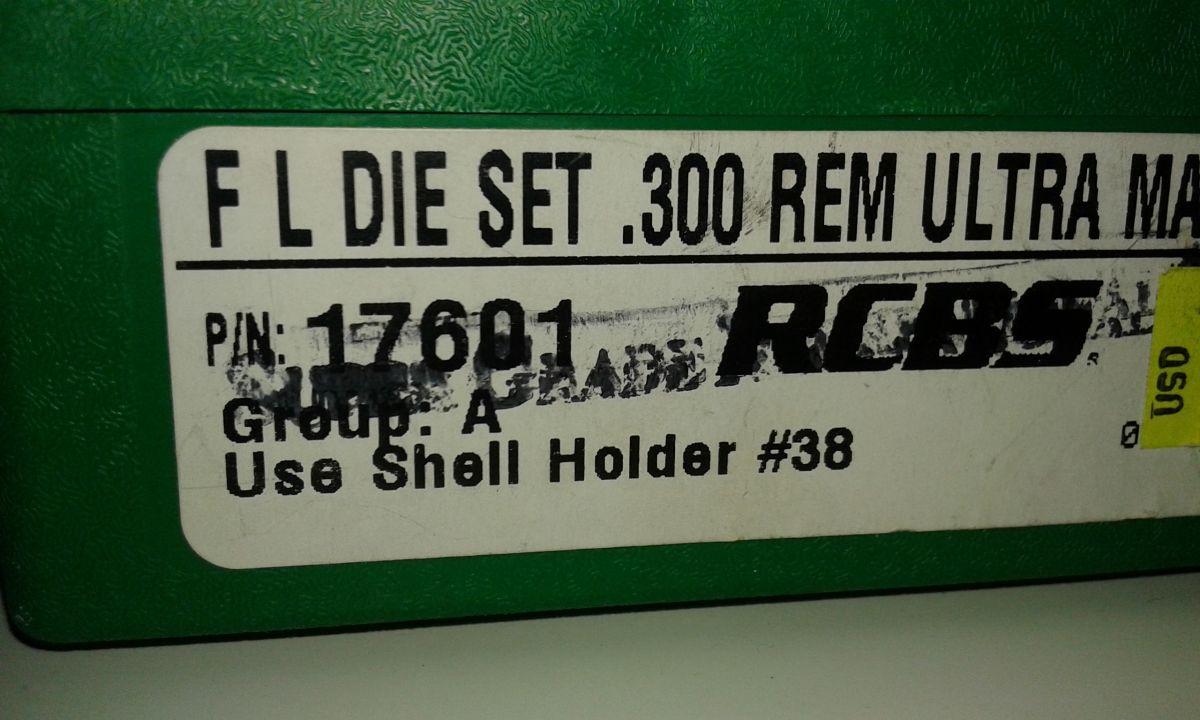 F L DIE SET .300 REM ULTRA MA
P/N: 17601 RCBS
Group: A
Use Shell Holder #38
USD